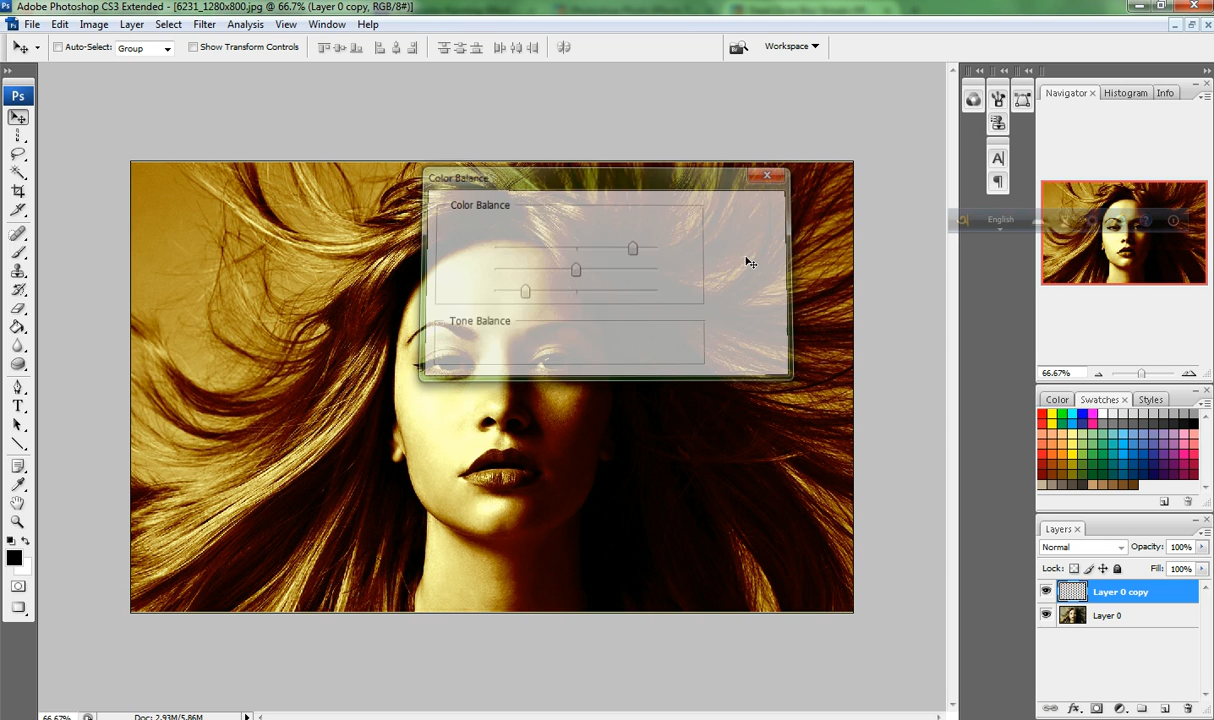 Adobe Photoshop CS3 Extended - [6231_1280x800.jpg @ 66.7% (Layer 0 copy, RGB/8#)]
File Edit Image Layer Select Filter Analysis View Window Help
Auto-Select: Group Show Transform Controls Workspace
Ps
Navigator × Histogram Info
Color Balance
Color Balance
Tone Balance
English
66.67%
Color Swatches × Styles
Layers ×
Normal Opacity: 100%
Lock: Fill: 100%
Layer 0 copy
Layer 0
66.67% Doc: 2.93M/5.86M